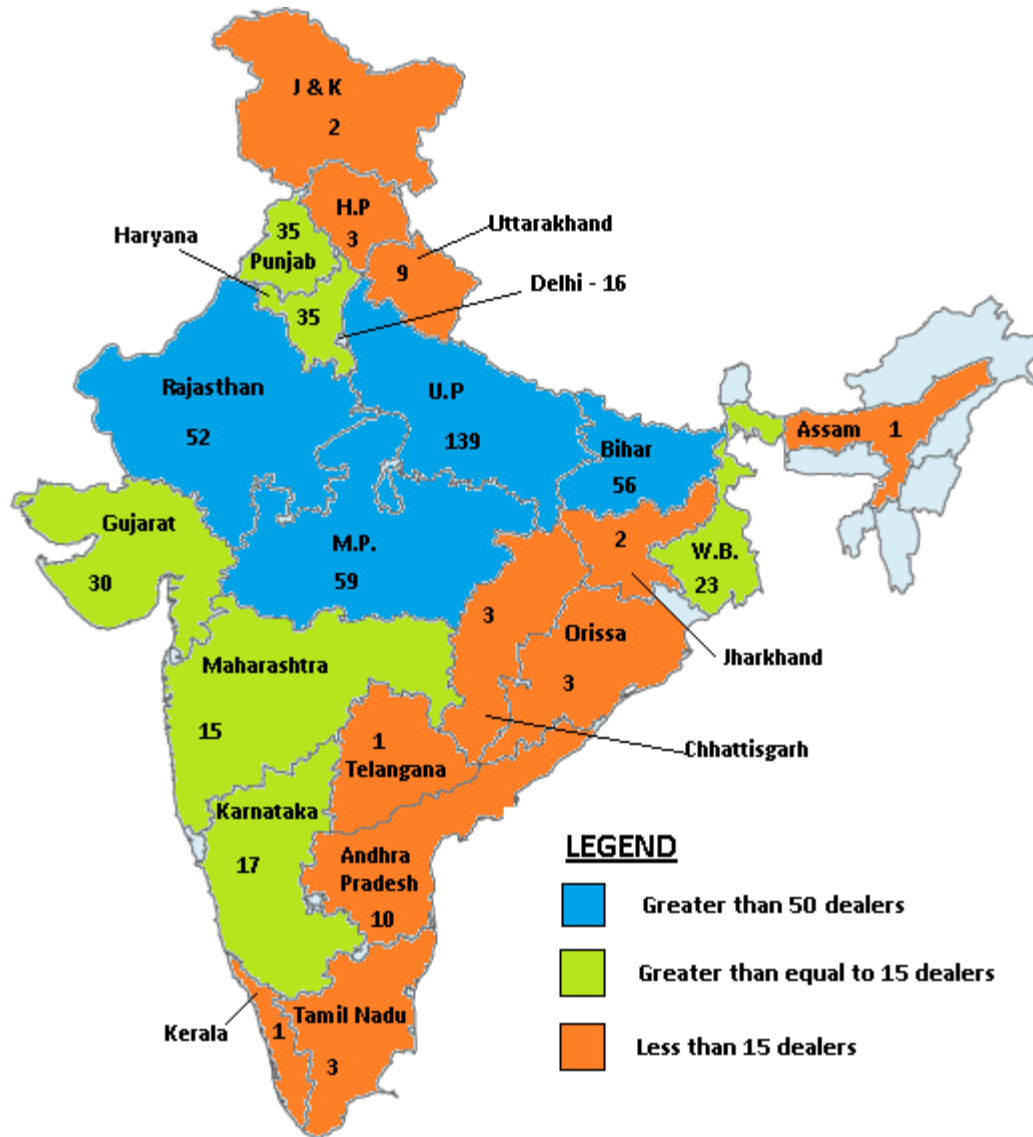 J & K
2
H.P
3
Uttarakhand
9
35
Punjab
Haryana
35
Delhi - 16
Rajasthan
52
U.P
139
Bihar
56
Assam 1
Gujarat
30
M.P.
59
2
W.B.
23
3
Orissa
3
Jharkhand
Maharashtra
15
1
Telangana
Chhattisgarh
Karnataka
17
Andhra
Pradesh
10
Kerala
1
Tamil Nadu
3
LEGEND
Greater than 50 dealers
Greater than equal to 15 dealers
Less than 15 dealers